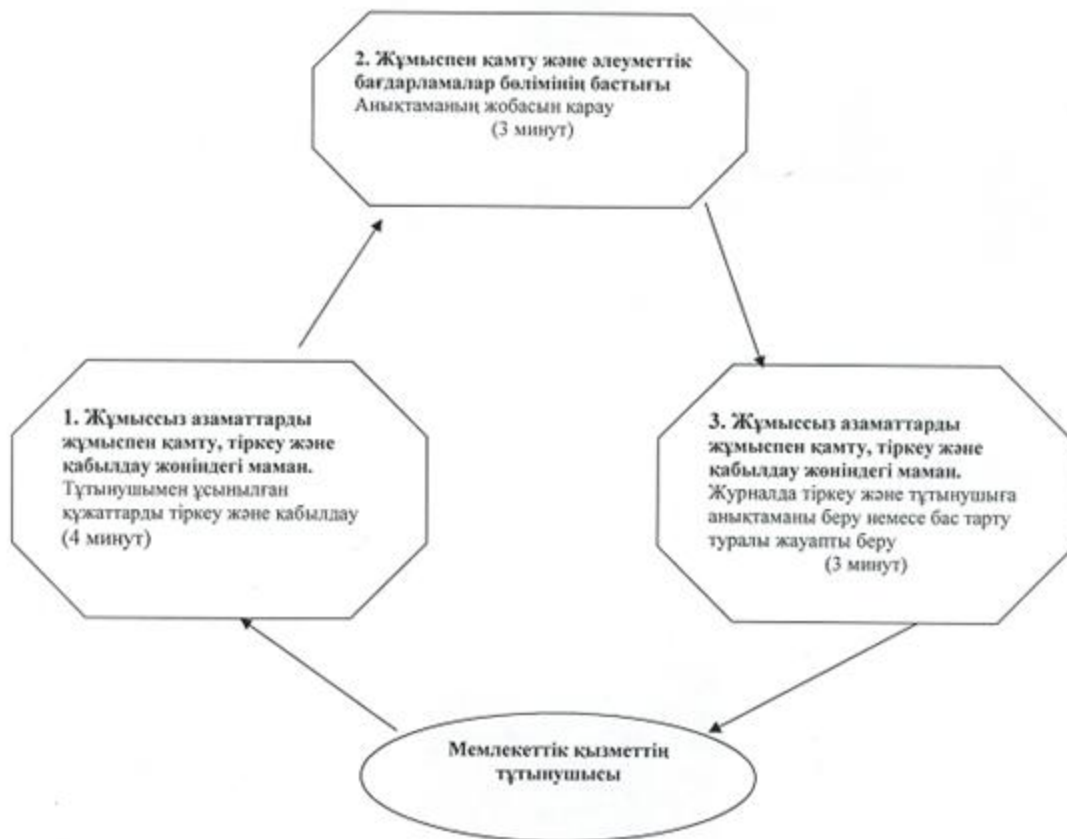 2. Жұмыспен қамту және әлеуметтік
бағдарламалар бөлімінің бастығы
Анықтаманың жобасын қарау
(3 минут)
1. Жұмыссыз азаматтарды
жұмыспен қамту, тіркеу және
қабылдау жөніндегі маман.
Тұтынушымен ұсынылған
құжаттарды тіркеу және қабылдау
(4 минут)
3. Жұмыссыз азаматтарды
жұмыспен қамту, тіркеу және
қабылдау жөніндегі маман.
Журналда тіркеу және тұтынушыға
анықтаманы беру немесе бас тарту
туралы жауапты беру
(3 минут)
Мемлекеттік қызметтің
тұтынушысы